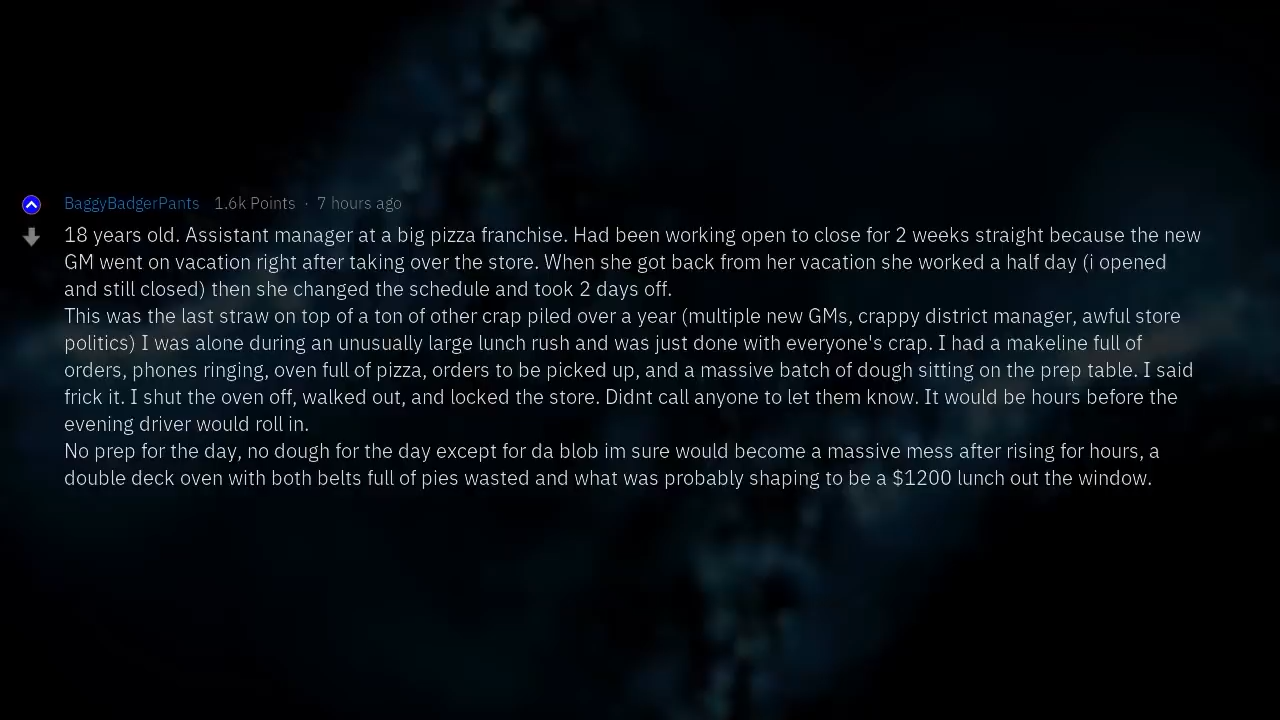 BaggyBadgerPants 1.6k Points · 7 hours ago
18 years old. Assistant manager at a big pizza franchise. Had been working open to close for 2 weeks straight because the new
GM went on vacation right after taking over the store. When she got back from her vacation she worked a half day (i opened
and still closed) then she changed the schedule and took 2 days off.
This was the last straw on top of a ton of other crap piled over a year (multiple new GMs, crappy district manager, awful store
politics) I was alone during an unusually large lunch rush and was just done with everyone's crap. I had a makeline full of
orders, phones ringing, oven full of pizza, orders to be picked up, and a massive batch of dough sitting on the prep table. I said
frick it. I shut the oven off, walked out, and locked the store. Didnt call anyone to let them know. It would be hours before the
evening driver would roll in.
No prep for the day, no dough for the day except for da blob im sure would become a massive mess after rising for hours, a
double deck oven with both belts full of pies wasted and what was probably shaping to be a $1200 lunch out the window.